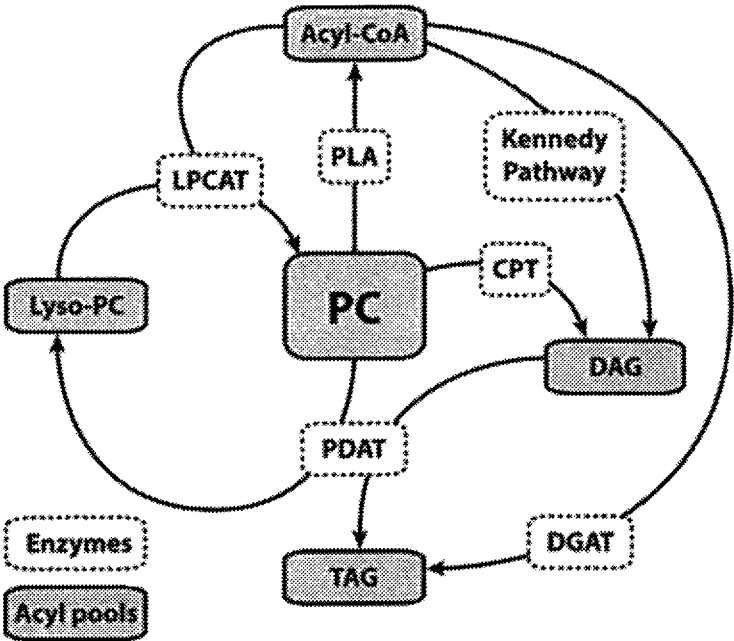 Acyl-CoA
PLA
Kennedy
Pathway
LPCAT
CPT
Lyso-PC
PC
DAG
PDAT
Enzymes
DGAT
TAG
Acyl pools